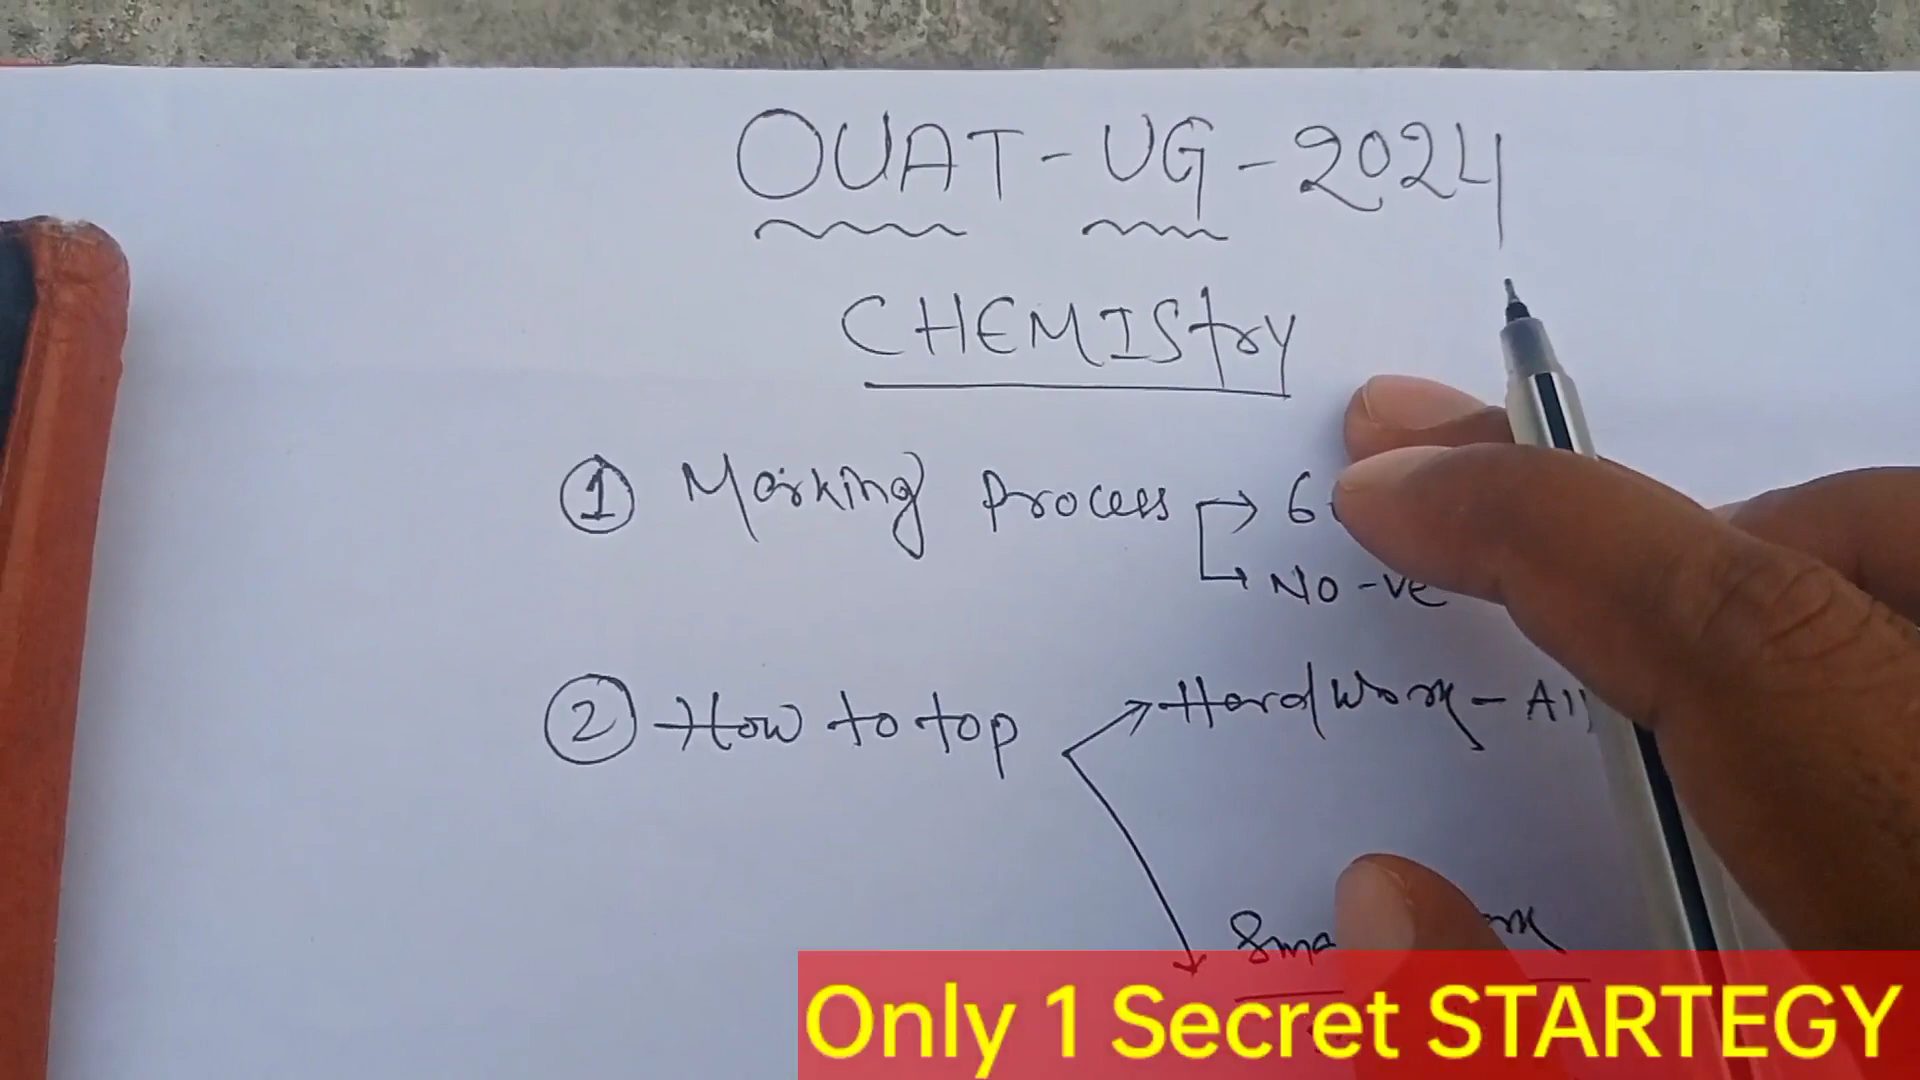 OUAT-UG-2024
CHEMIStry
① Marking Process → 6
→ NO -ve
② How to top → Hard Work - All
Only 1 Secret STARTEGY